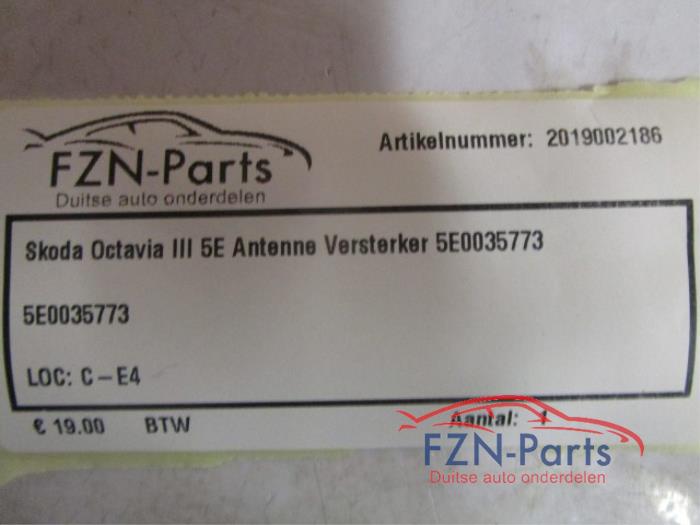 FZN-Parts
Duitse auto onderdelen
Artikelnummer: 2019002186
Skoda Octavia III 5E Antenne Versterker 5E0035773
5E0035773
LOC: C-E4
€ 19.00 BTW Aantal: 1
FZN-Parts
Duitse auto onderdelen